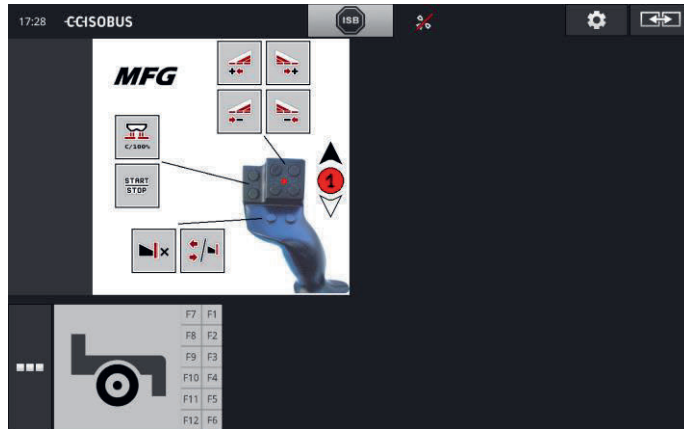 17:28 CCISOBUS ISB
MFG
C/100%
START
STOP
1
F7 F1
F8 F2
F9 F3
F10 F4
F11 F5
F12 F6